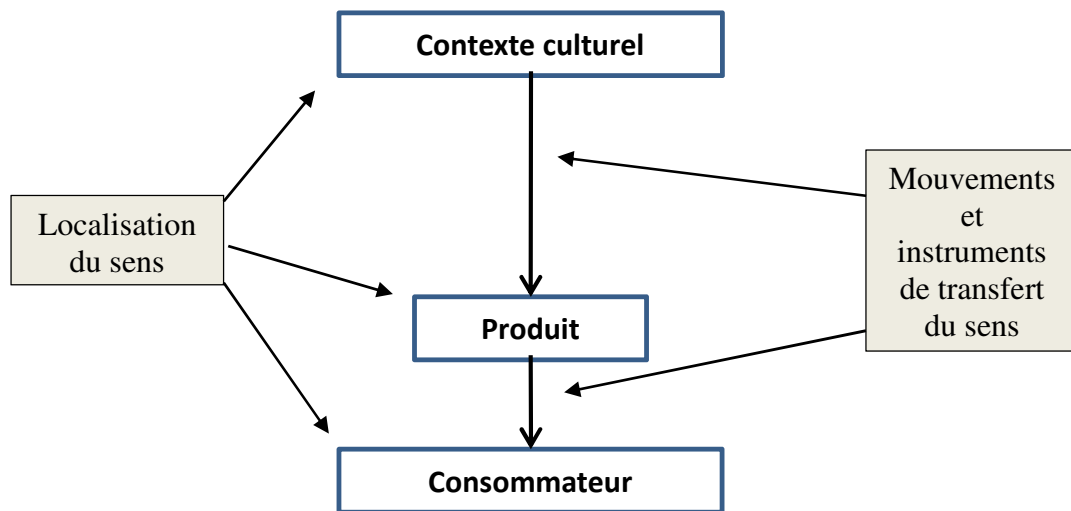 Contexte culturel
Localisation
du sens
Mouvements
et
instruments
de transfert
du sens
Produit
Consommateur